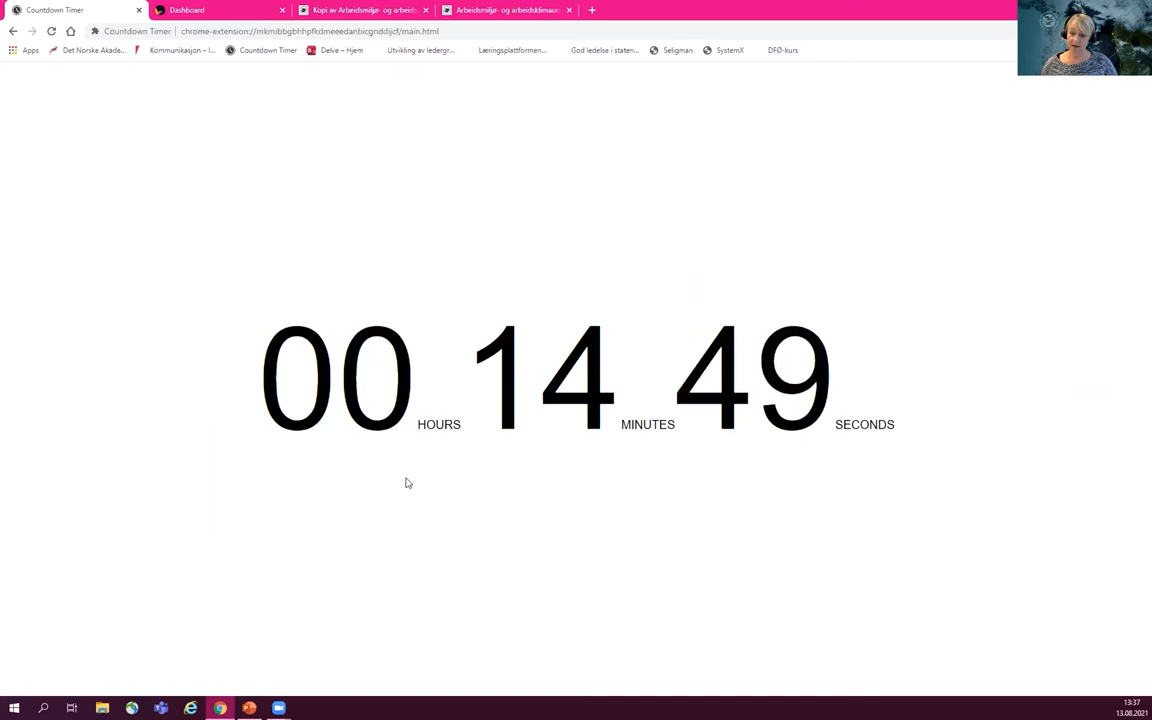 Countdown Timer
Dashboard
Kopi av Arbeidsmiljø- og arbeids
Arbeidsmiljø- og arbeidsklimaue
Countdown Timer | chrome-extension://mkmibbgbhhpfkdmeeedanbicgnddijcf/main.html
Apps Det Norske Akade... Kommunikasjon – I... Countdown Timer Delve – Hjem Utvikling av ledergr... Læringsplattformen... God ledelse i staten... Seligman SystemX DFØ-kurs
00 HOURS 14 MINUTES 49 SECONDS
13:37
13.08.2021